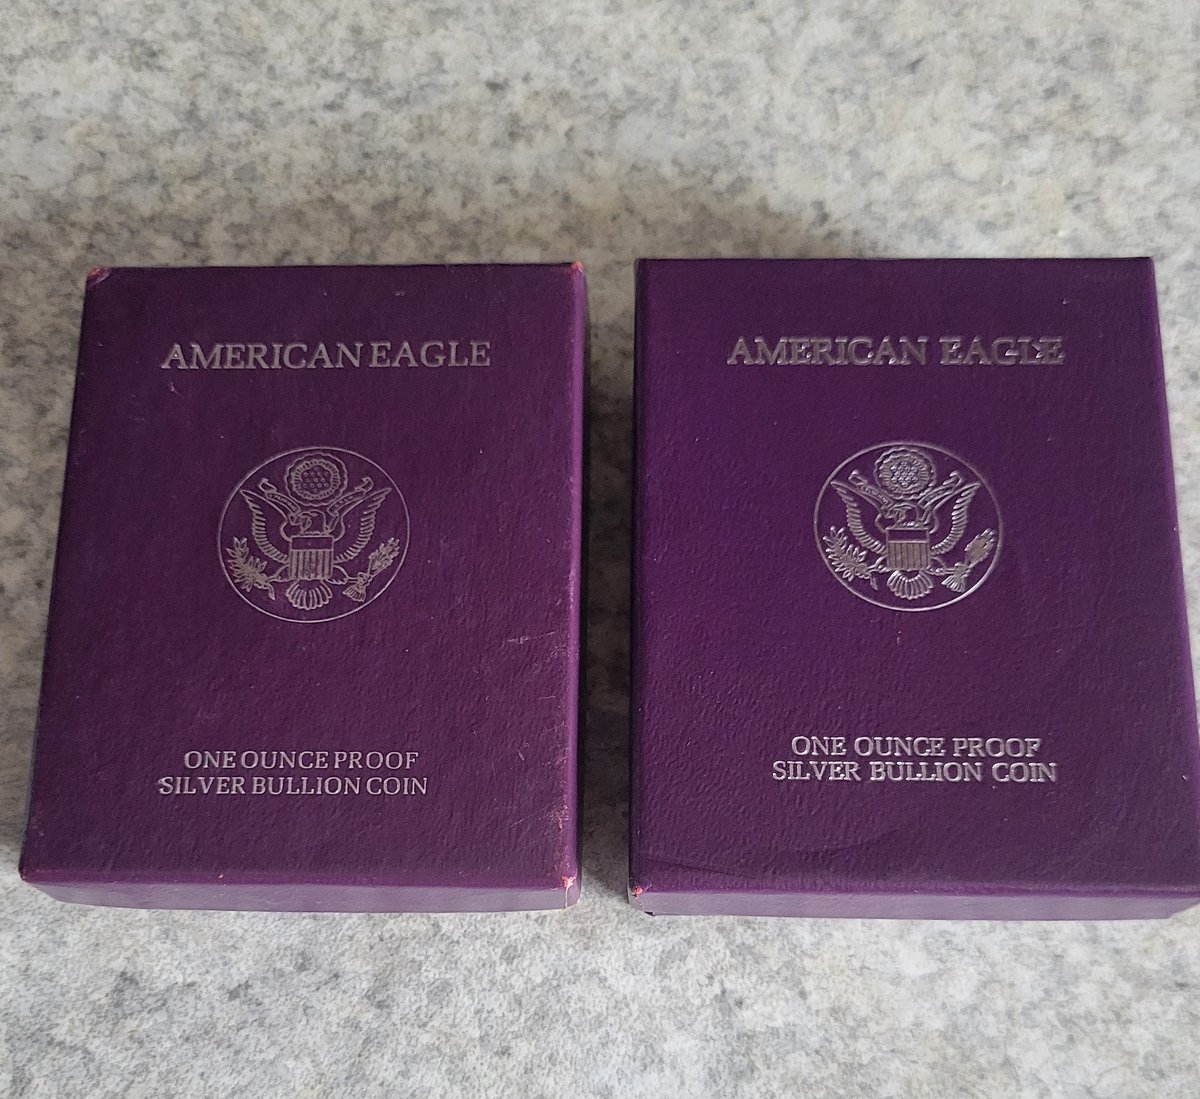 AMERICAN EAGLE
ONE OUNCE PROOF
SILVER BULLION COIN
AMERICAN EAGLE
ONE OUNCE PROOF
SILVER BULLION COIN